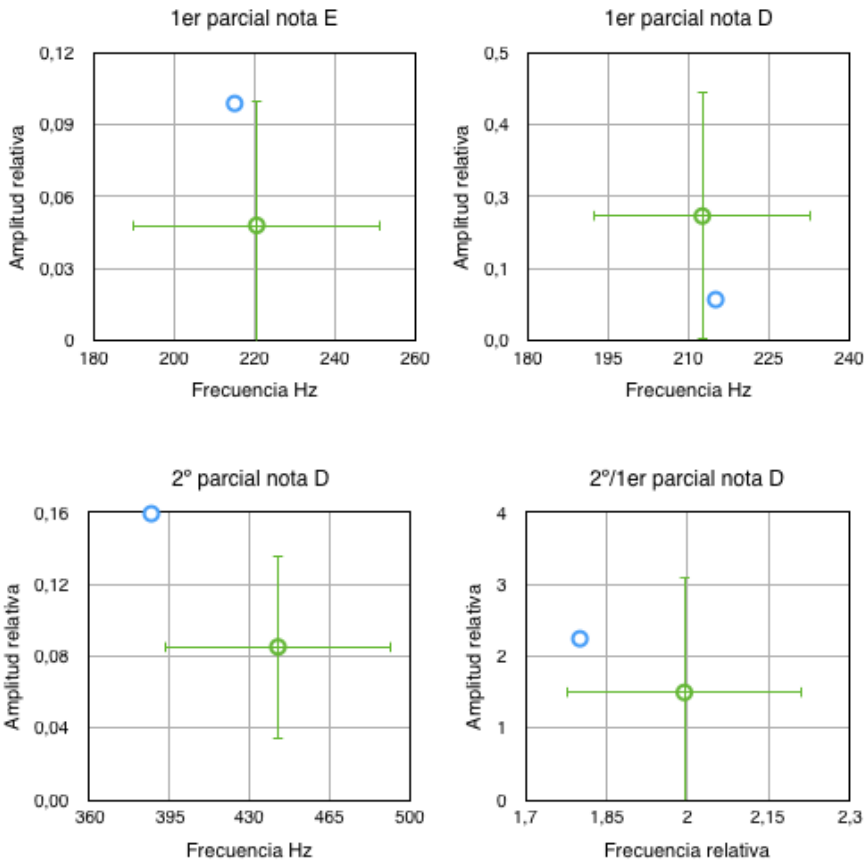 1er parcial nota E
0,12
0,09
0,06
0,03
0
Amplitud relativa
180 200 220 240 260
Frecuencia Hz
1er parcial nota D
0,5
0,4
0,3
0,1
0,0
Amplitud relativa
180 195 210 225 240
Frecuencia Hz
2° parcial nota D
0,16
0,12
0,08
0,04
0,00
Amplitud relativa
360 395 430 465 500
Frecuencia Hz
2°/1er parcial nota D
4
3
2
1
0
Amplitud relativa
1,7 1,85 2 2,15 2,3
Frecuencia relativa